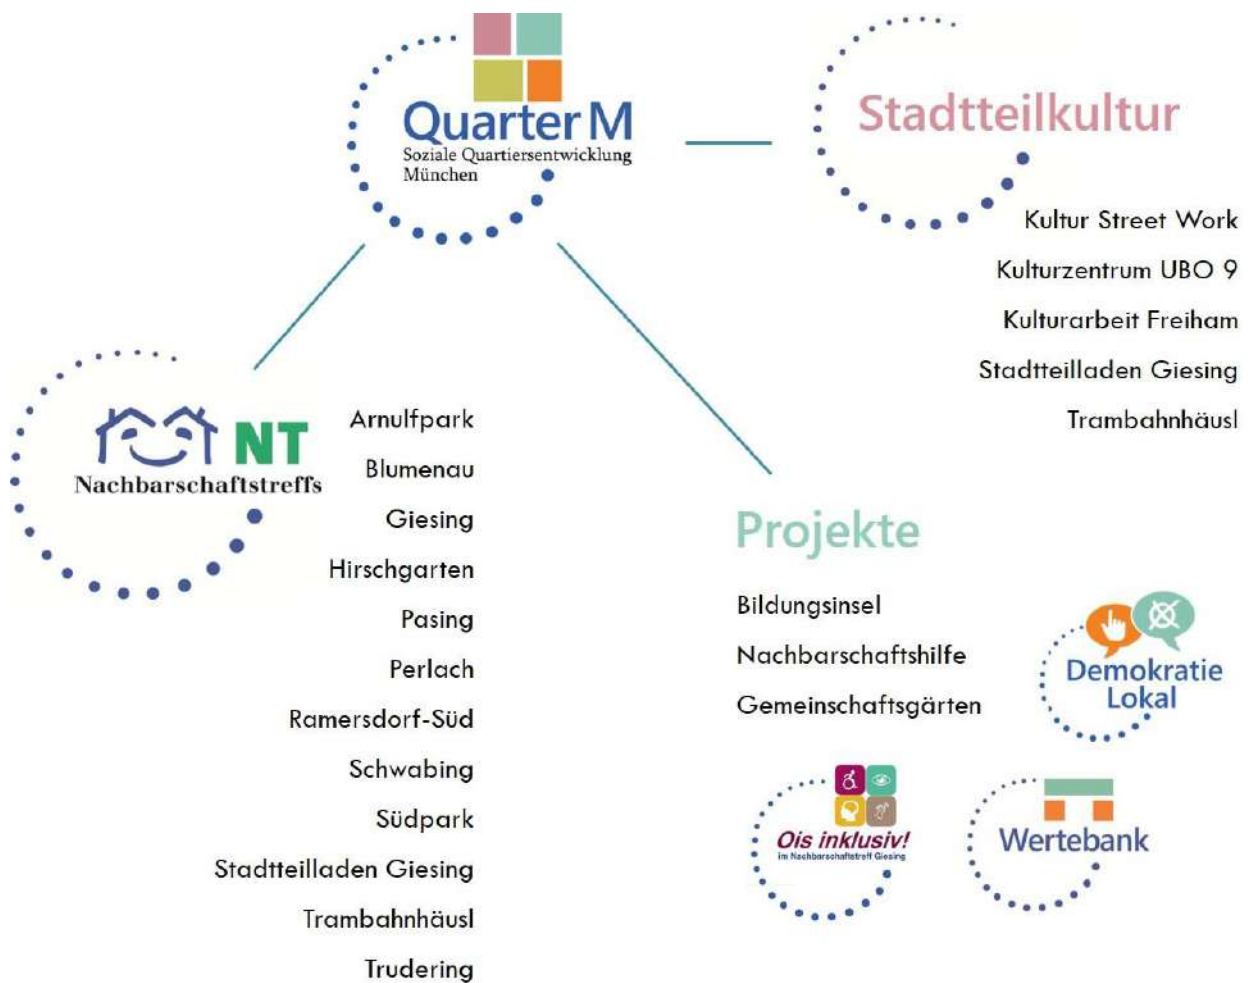 Quarter M
Soziale Quartiersentwicklung
München
Stadtteilkultur
Kultur Street Work
Kulturzentrum UBO 9
Kulturarbeit Freiham
Stadtteilladen Giesing
Trambahnhäusl
NT
Nachbarschaftstreffs
Arnulfpark
Blumenau
Giesing
Hirschgarten
Pasing
Perlach
Ramersdorf-Süd
Schwabing
Südpark
Stadtteilladen Giesing
Trambahnhäusl
Trudering
Projekte
Bildungsinsel
Nachbarschaftshilfe
Gemeinschaftsgärten
Demokratie
Lokal
Ois inklusiv!
im Nachbarschaftstreff Giesing
Wertebank